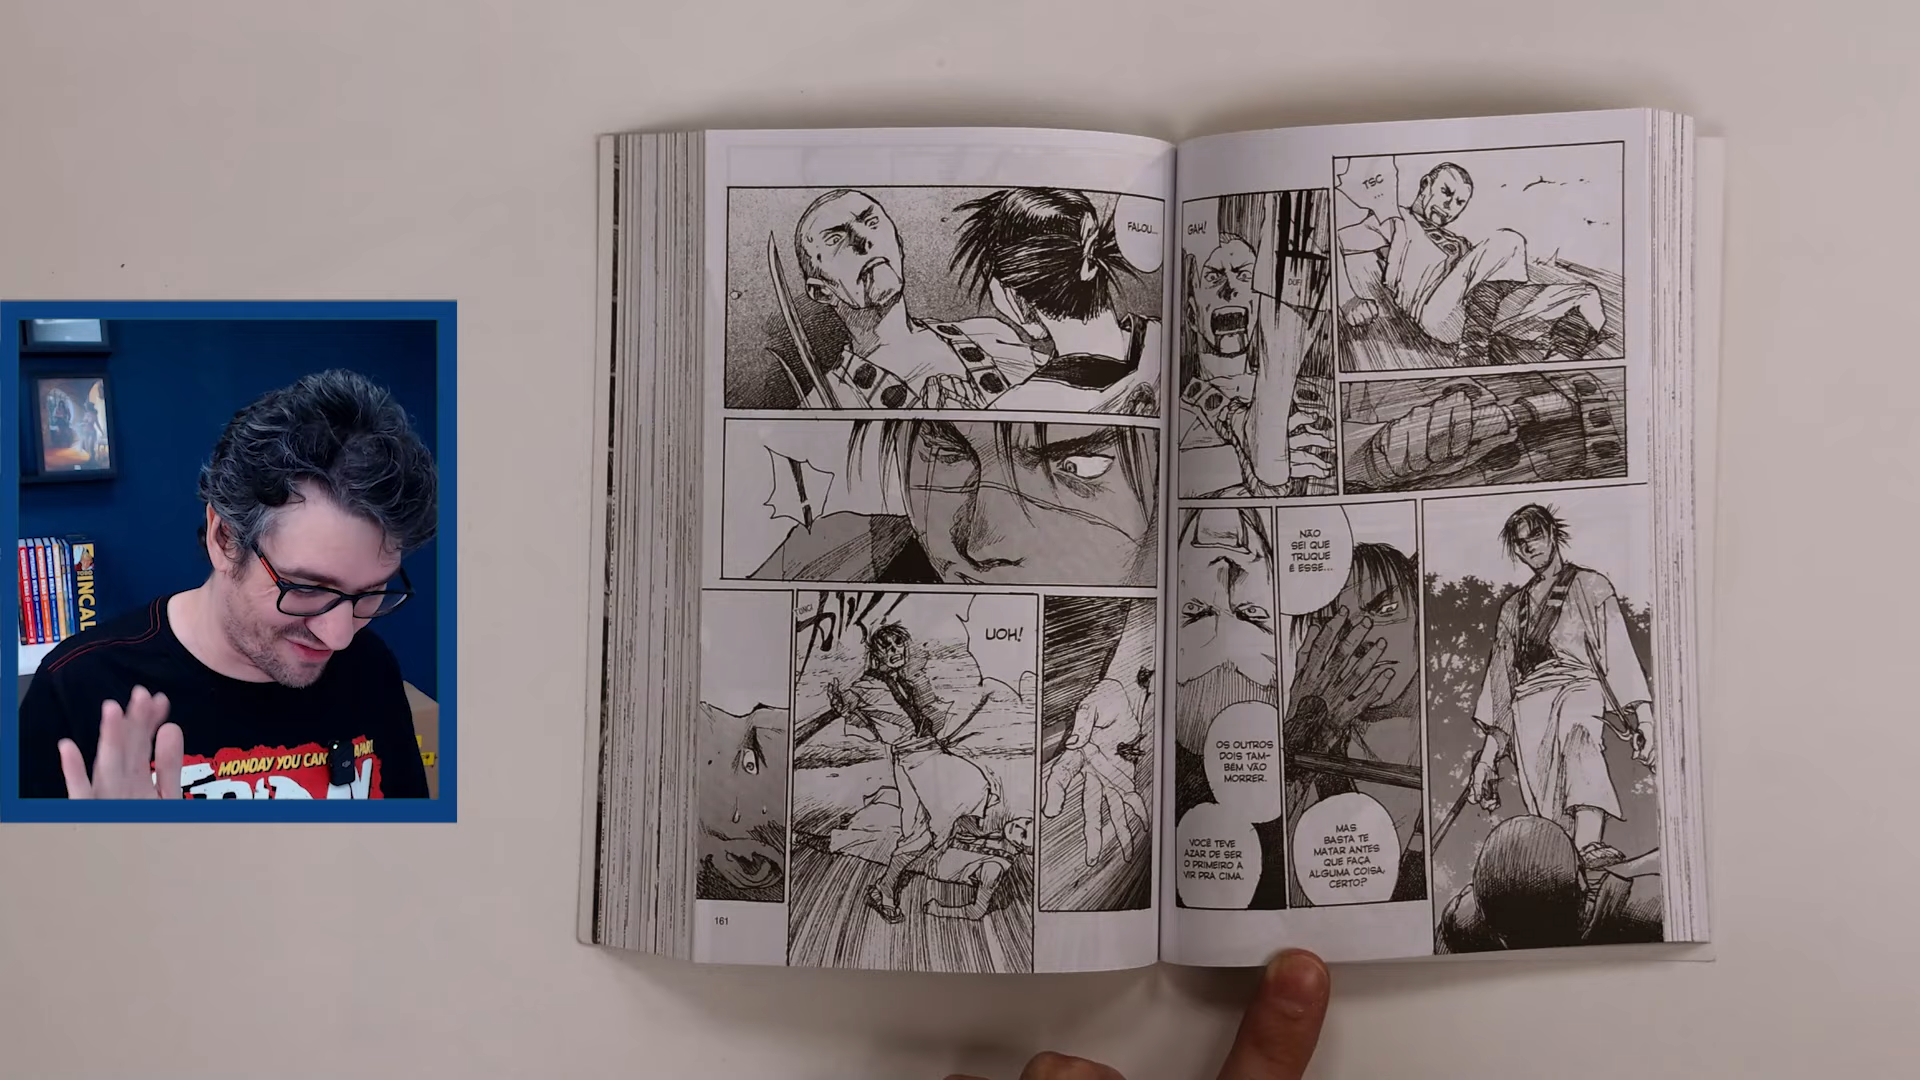 TSC
...
GAH!
DUF!
NÃO
SEI QUE
TRUQUE
É ESSE...
MAS
BASTA TE
MATAR ANTES
QUE FAÇA
ALGUMA COISA,
CERTO?
OS OUTROS
DOIS TAM-
BÉM VÃO
MORRER.
VOCÊ TEVE
AZAR DE SER
O PRIMEIRO A
VIR PRA CIMA.
FALOU...
UOH!
161
INCAL
MONDAY YOU CAN
APART